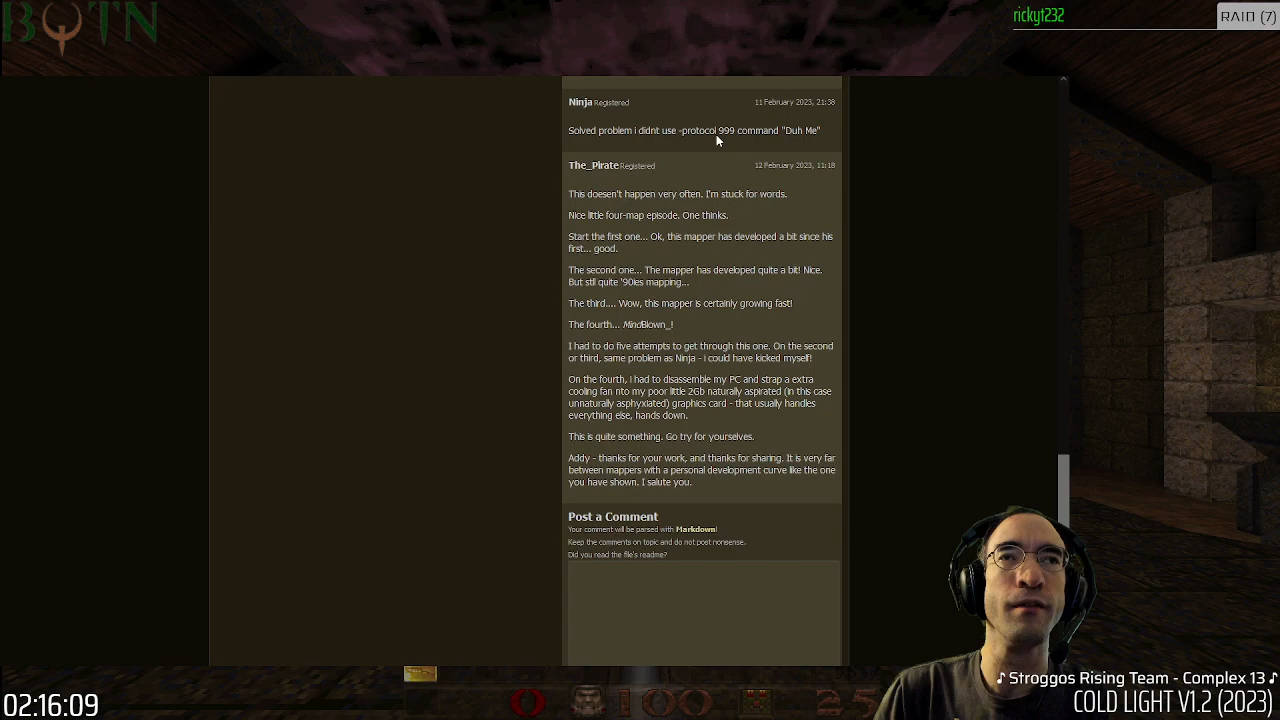 BQTN
rickyt232
RAID (7)
Ninja Registered
11 February 2023, 21:38
Solved problem i didnt use -protocol 999 command "Duh Me"
The_Pirate Registered
12 February 2023, 11:18
This doesen't happen very often. I'm stuck for words.
Nice little four-map episode. One thinks.
Start the first one... Ok, this mapper has developed a bit since his
first... good.
The second one... The mapper has developed quite a bit! Nice.
But still quite '90ies mapping...
The third.... Wow, this mapper is certainly growing fast!
The fourth... MindBlown_!
I had to do five attempts to get through this one. On the second
or third, same problem as Ninja - i could have kicked myself!
On the fourth, i had to disassemble my PC and strap a extra
cooling fan nto my poor little 2Gb naturally aspirated (in this case
unnaturally asphyxiated) graphics card - that usually handles
everything else, hands down.
This is quite something. Go try for yourselves.
Addy - thanks for your work, and thanks for sharing. It is very far
between mappers with a personal development curve like the one
you have shown. I salute you.
Post a Comment
Your comment will be parsed with Markdown!
Keep the comments on topic and do not post nonsense.
Did you read the file's readme?
0
100
25
02:16:09
♪ Stroggos Rising Team - Complex 13 ♪
COLD LIGHT V1.2 (2023)